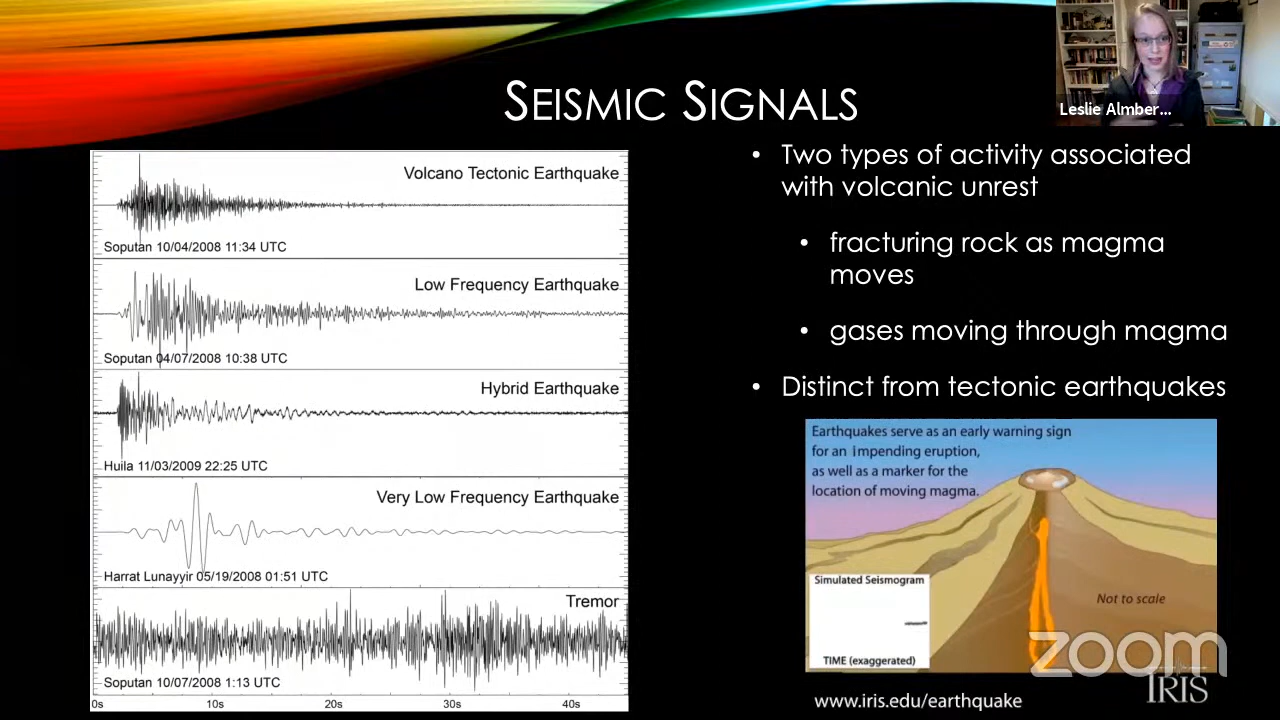 Leslie Almber...
SEISMIC SIGNALS
Volcano Tectonic Earthquake
Soputan 10/04/2008 11:34 UTC
Low Frequency Earthquake
Soputan 04/07/2008 10:38 UTC
Hybrid Earthquake
Huila 11/03/2009 22:25 UTC
Very Low Frequency Earthquake
Harrat Lunayyir 05/19/2008 01:51 UTC
Tremor
Soputan 10/07/2008 1:13 UTC
0s 10s 20s 30s 40s
• Two types of activity associated
with volcanic unrest
• fracturing rock as magma
moves
• gases moving through magma
• Distinct from tectonic earthquakes
Earthquakes serve as an early warning sign
for an impending eruption,
as well as a marker for the
location of moving magma.
Simulated Seismogram
TIME (exaggerated)
Not to scale
zoom
IRIS
www.iris.edu/earthquake